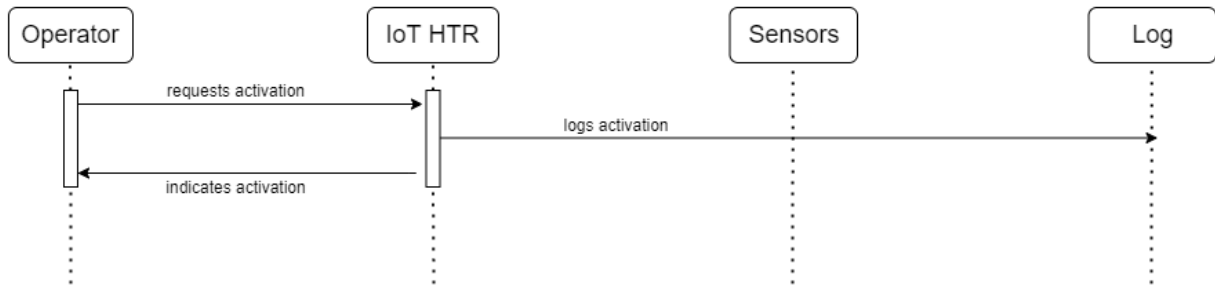 Operator
IoT HTR
Sensors
Log
requests activation
logs activation
indicates activation